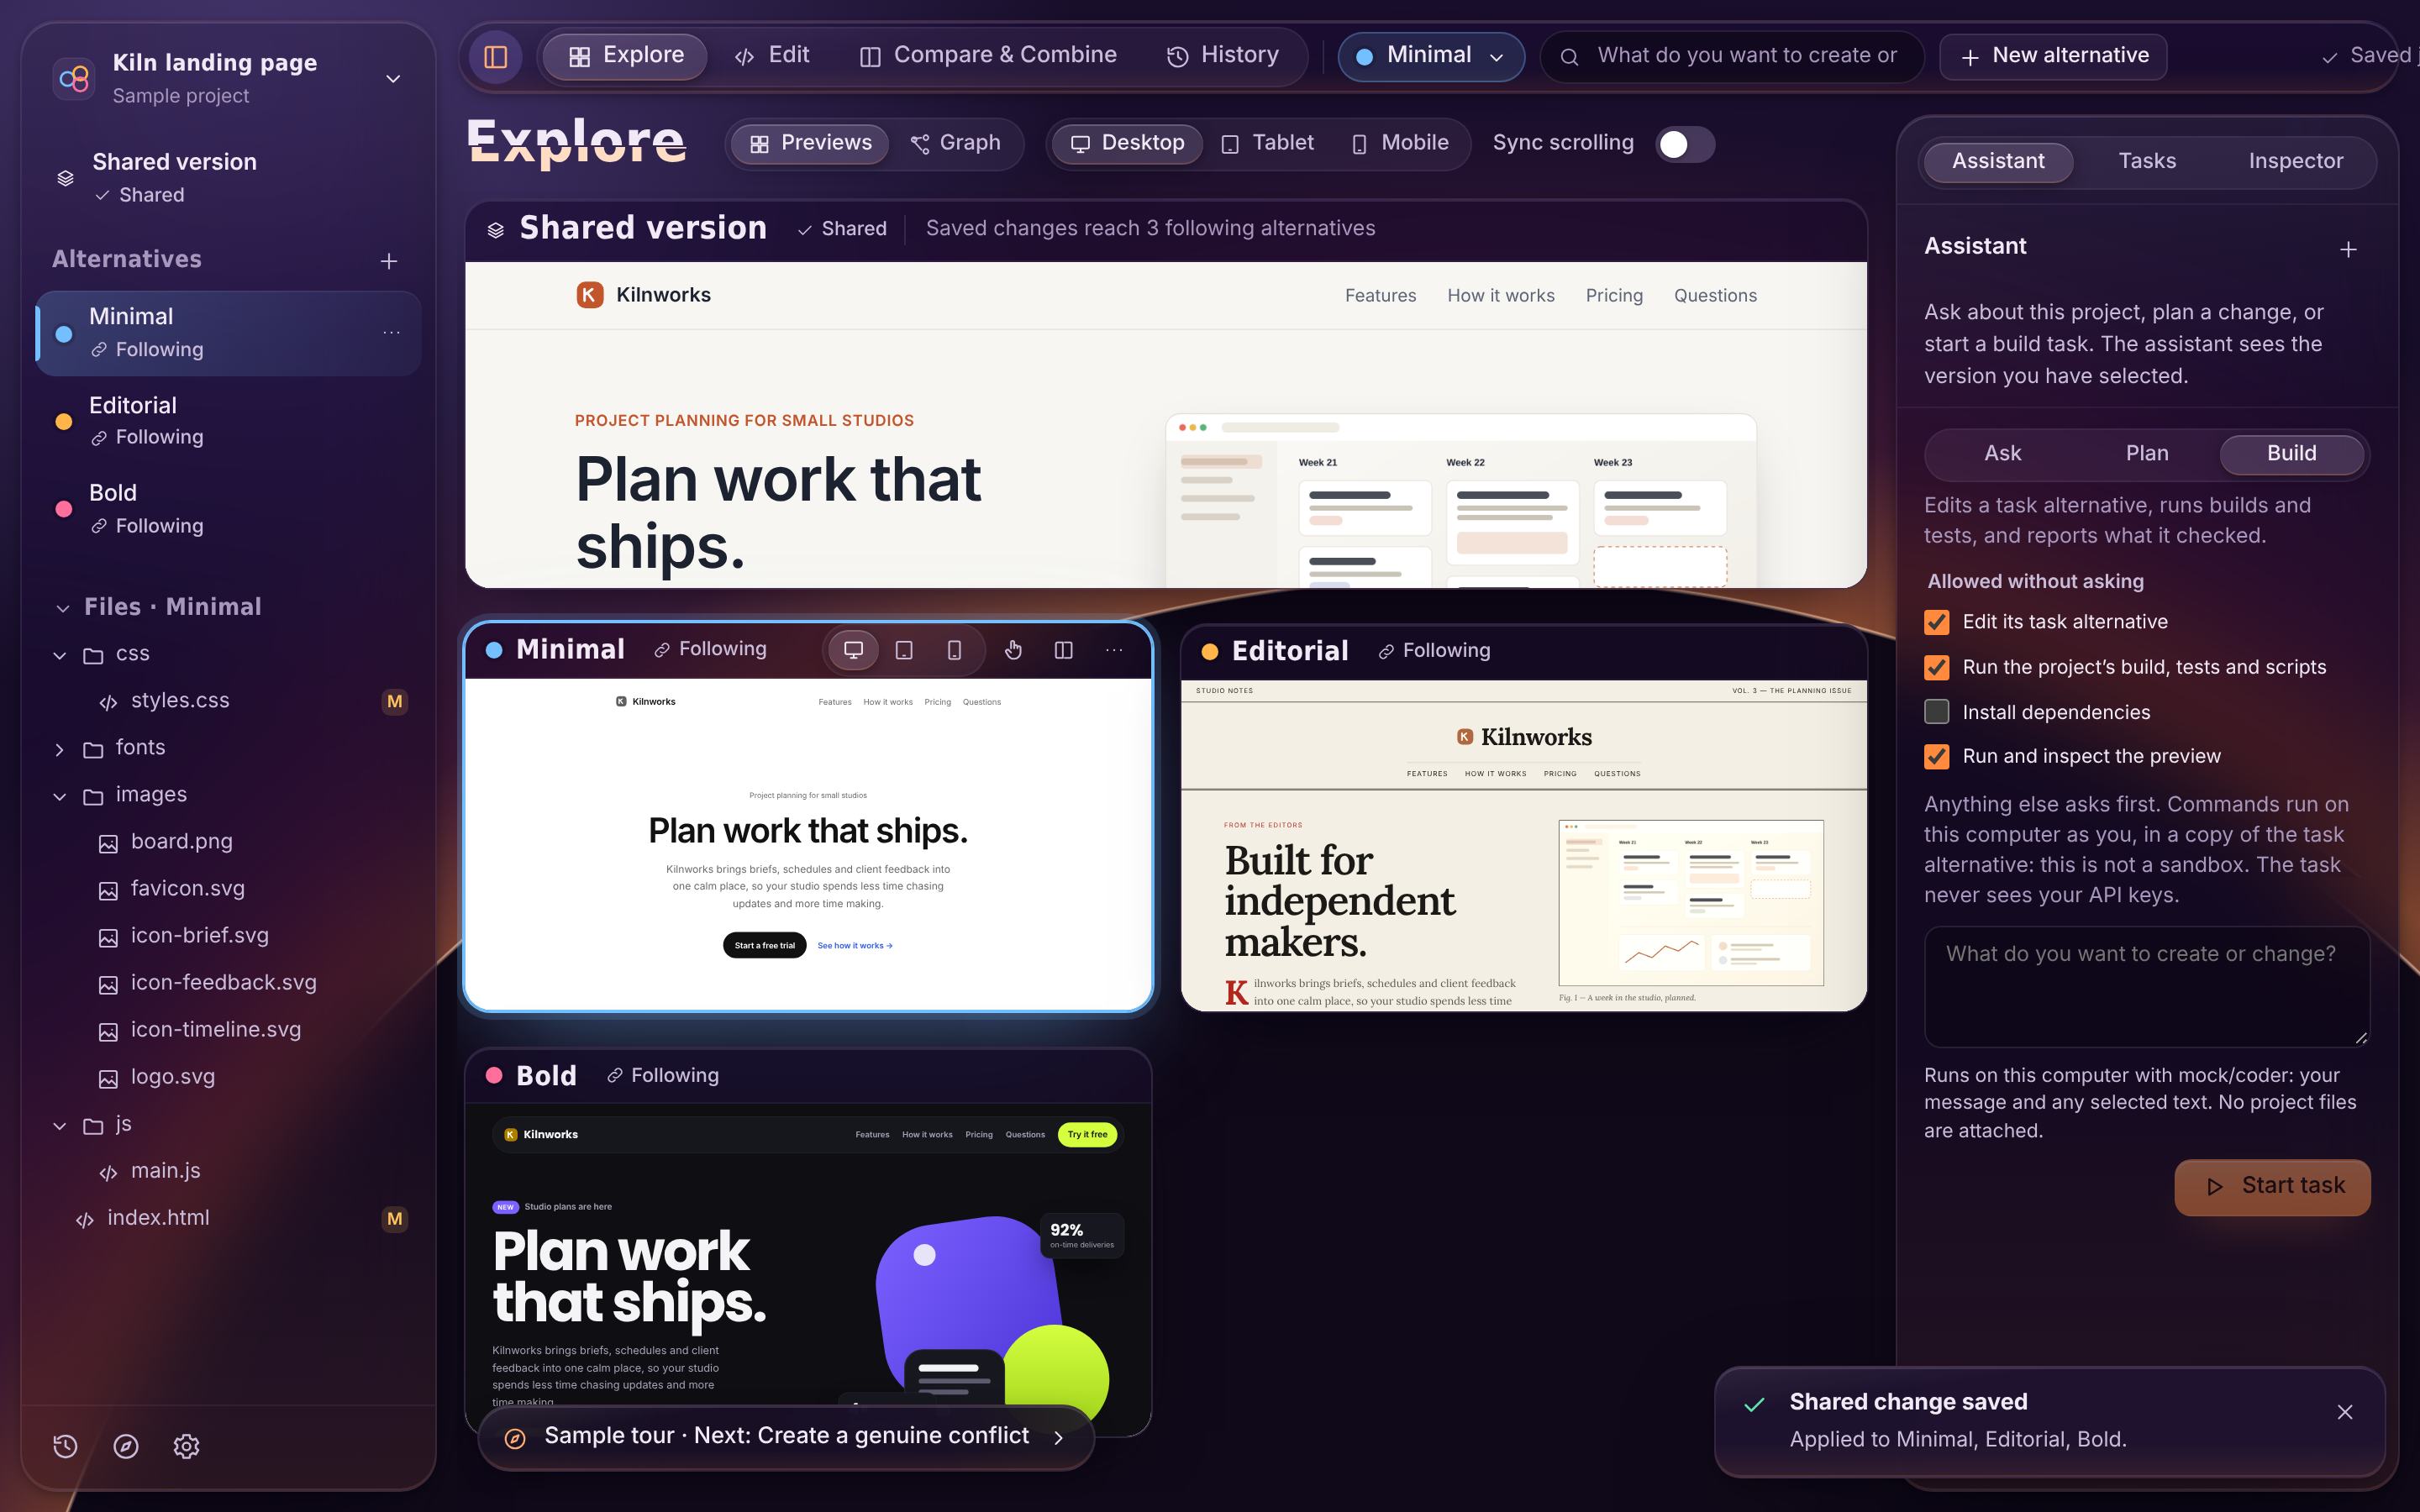 Kiln landing page
Sample project
Shared version
Shared
Alternatives
Minimal
Following
Editorial
Following
Bold
Following
Files · Minimal
css
styles.css M
fonts
images
board.png
favicon.svg
icon-brief.svg
icon-feedback.svg
icon-timeline.svg
logo.svg
js
main.js
index.html M
Explore Edit Compare & Combine History Minimal What do you want to create or New alternative Saved
Explore Previews Graph Desktop Tablet Mobile Sync scrolling
Shared version Shared Saved changes reach 3 following alternatives
K Kilnworks Features How it works Pricing Questions
PROJECT PLANNING FOR SMALL STUDIOS
Plan work that
ships.
Week 21 Week 22 Week 23
Minimal Following
K Kilnworks Features How it works Pricing Questions
Project planning for small studios
Plan work that ships.
Kilnworks brings briefs, schedules and client feedback into
one calm place, so your studio spends less time chasing
updates and more time making.
Start a free trial See how it works →
Editorial Following
STUDIO NOTES VOL. 3 — THE PLANNING ISSUE
K Kilnworks
FEATURES HOW IT WORKS PRICING QUESTIONS
FROM THE EDITORS
Built for
independent
makers.
Kilnworks brings briefs, schedules and client feedback
into one calm place, so your studio spends less time
Week 21 Week 22 Week 23
Fig. 1 — A week in the studio, planned.
Bold Following
K Kilnworks Features How it works Pricing Questions Try it free
NEW Studio plans are here
Plan work
that ships.
Kilnworks brings briefs, schedules and client
feedback into one calm place, so your studio
spends less time chasing updates and more
time making.
92%
on-time deliveries
Sample tour · Next: Create a genuine conflict
Assistant Tasks Inspector
Assistant
Ask about this project, plan a change, or
start a build task. The assistant sees the
version you have selected.
Ask Plan Build
Edits a task alternative, runs builds and
tests, and reports what it checked.
Allowed without asking
Edit its task alternative
Run the project’s build, tests and scripts
Install dependencies
Run and inspect the preview
Anything else asks first. Commands run on
this computer as you, in a copy of the task
alternative: this is not a sandbox. The task
never sees your API keys.
What do you want to create or change?
Runs on this computer with mock/coder: your
message and any selected text. No project files
are attached.
Start task
Shared change saved
Applied to Minimal, Editorial, Bold.